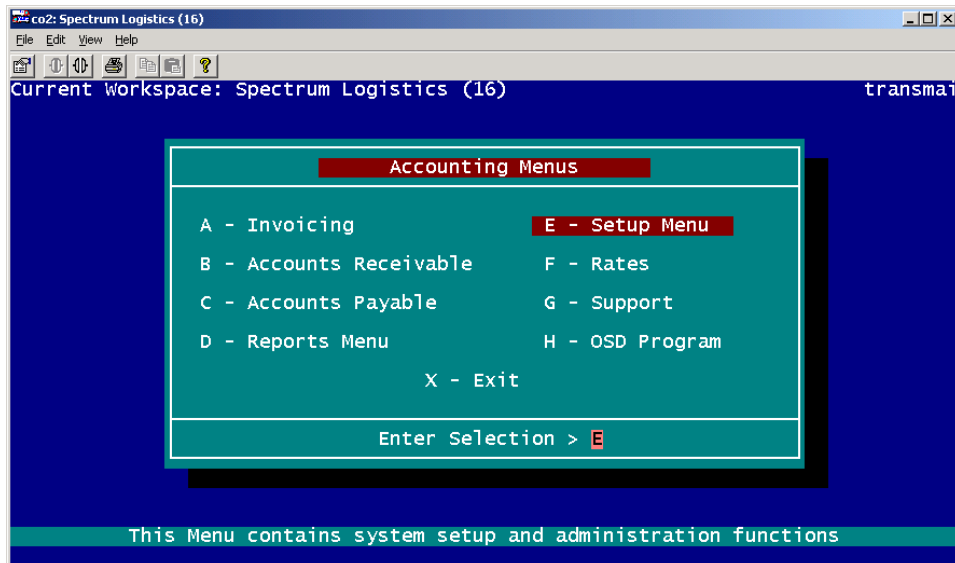 co2: Spectrum Logistics (16)
File Edit View Help
Current Workspace: Spectrum Logistics (16) transmai
Accounting Menus
A - Invoicing E - Setup Menu
B - Accounts Receivable F - Rates
C - Accounts Payable G - Support
D - Reports Menu H - OSD Program
X - Exit
Enter Selection > E
This Menu contains system setup and administration functions